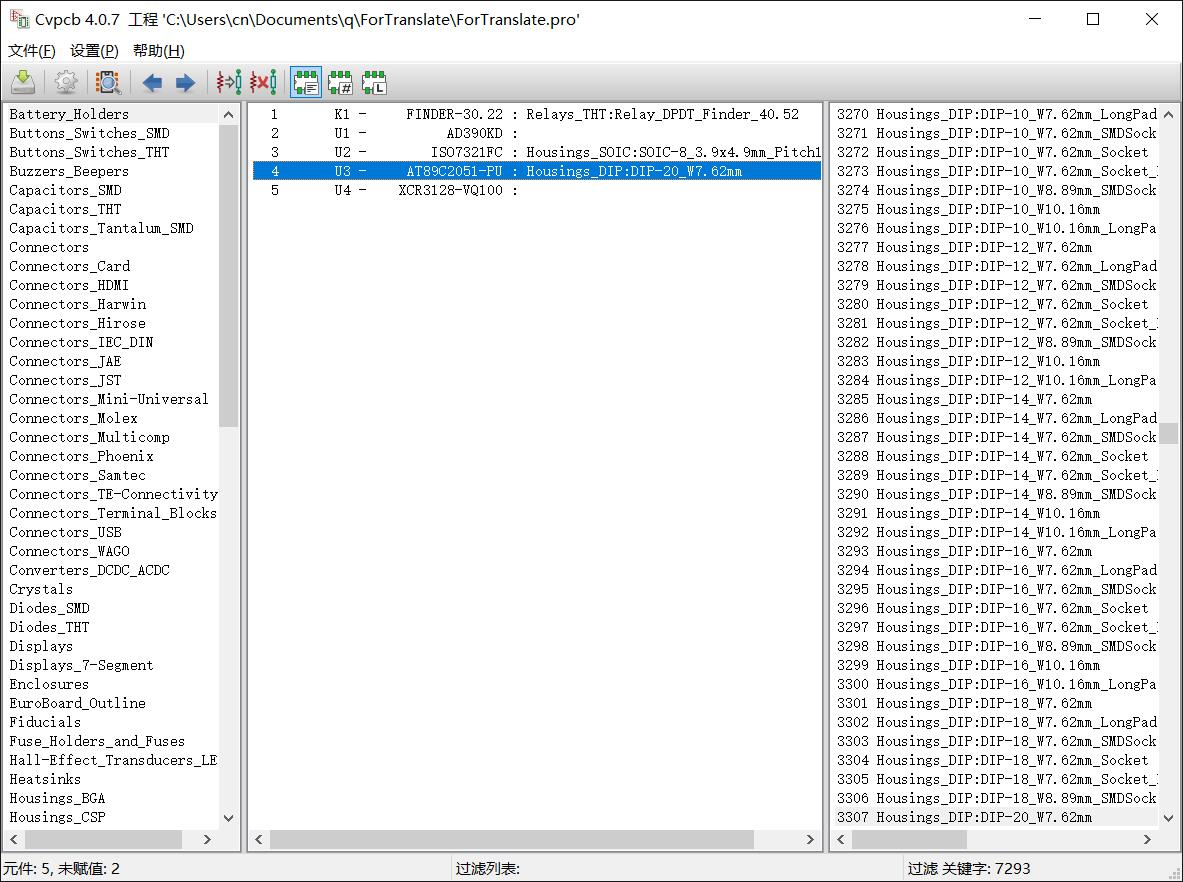 Cvpcb 4.0.7 工程 'C:\Users\cn\Documents\q\ForTranslate\ForTranslate.pro'
文件(F) 设置(P) 帮助(H)
Battery_Holders
Buttons_Switches_SMD
Buttons_Switches_THT
Buzzers_Beepers
Capacitors_SMD
Capacitors_THT
Capacitors_Tantalum_SMD
Connectors
Connectors_Card
Connectors_HDMI
Connectors_Harwin
Connectors_Hirose
Connectors_IEC_DIN
Connectors_JAE
Connectors_JST
Connectors_Mini-Universal
Connectors_Molex
Connectors_Multicomp
Connectors_Phoenix
Connectors_Samtec
Connectors_TE-Connectivity
Connectors_Terminal_Blocks
Connectors_USB
Connectors_WAGO
Converters_DCDC_ACDC
Crystals
Diodes_SMD
Diodes_THT
Displays
Displays_7-Segment
Enclosures
EuroBoard_Outline
Fiducials
Fuse_Holders_and_Fuses
Hall-Effect_Transducers_LE
Heatsinks
Housings_BGA
Housings_CSP
1 K1 - FINDER-30.22 : Relays_THT:Relay_DPDT_Finder_40.52
2 U1 - AD390KD :
3 U2 - ISO7321FC : Housings_SOIC:SOIC-8_3.9x4.9mm_Pitch1
4 U3 - AT89C2051-PU : Housings_DIP:DIP-20_W7.62mm
5 U4 - XCR3128-VQ100 :
3270 Housings_DIP:DIP-10_W7.62mm_LongPad
3271 Housings_DIP:DIP-10_W7.62mm_SMDSock
3272 Housings_DIP:DIP-10_W7.62mm_Socket
3273 Housings_DIP:DIP-10_W7.62mm_Socket_
3274 Housings_DIP:DIP-10_W8.89mm_SMDSock
3275 Housings_DIP:DIP-10_W10.16mm
3276 Housings_DIP:DIP-10_W10.16mm_LongPa
3277 Housings_DIP:DIP-12_W7.62mm
3278 Housings_DIP:DIP-12_W7.62mm_LongPad
3279 Housings_DIP:DIP-12_W7.62mm_SMDSock
3280 Housings_DIP:DIP-12_W7.62mm_Socket
3281 Housings_DIP:DIP-12_W7.62mm_Socket_
3282 Housings_DIP:DIP-12_W8.89mm_SMDSock
3283 Housings_DIP:DIP-12_W10.16mm
3284 Housings_DIP:DIP-12_W10.16mm_LongPa
3285 Housings_DIP:DIP-14_W7.62mm
3286 Housings_DIP:DIP-14_W7.62mm_LongPad
3287 Housings_DIP:DIP-14_W7.62mm_SMDSock
3288 Housings_DIP:DIP-14_W7.62mm_Socket
3289 Housings_DIP:DIP-14_W7.62mm_Socket_
3290 Housings_DIP:DIP-14_W8.89mm_SMDSock
3291 Housings_DIP:DIP-14_W10.16mm
3292 Housings_DIP:DIP-14_W10.16mm_LongPa
3293 Housings_DIP:DIP-16_W7.62mm
3294 Housings_DIP:DIP-16_W7.62mm_LongPad
3295 Housings_DIP:DIP-16_W7.62mm_SMDSock
3296 Housings_DIP:DIP-16_W7.62mm_Socket
3297 Housings_DIP:DIP-16_W7.62mm_Socket_
3298 Housings_DIP:DIP-16_W8.89mm_SMDSock
3299 Housings_DIP:DIP-16_W10.16mm
3300 Housings_DIP:DIP-16_W10.16mm_LongPa
3301 Housings_DIP:DIP-18_W7.62mm
3302 Housings_DIP:DIP-18_W7.62mm_LongPad
3303 Housings_DIP:DIP-18_W7.62mm_SMDSock
3304 Housings_DIP:DIP-18_W7.62mm_Socket
3305 Housings_DIP:DIP-18_W7.62mm_Socket_
3306 Housings_DIP:DIP-18_W8.89mm_SMDSock
3307 Housings_DIP:DIP-20_W7.62mm
元件: 5, 未赋值: 2 过滤列表: 过滤 关键字: 7293